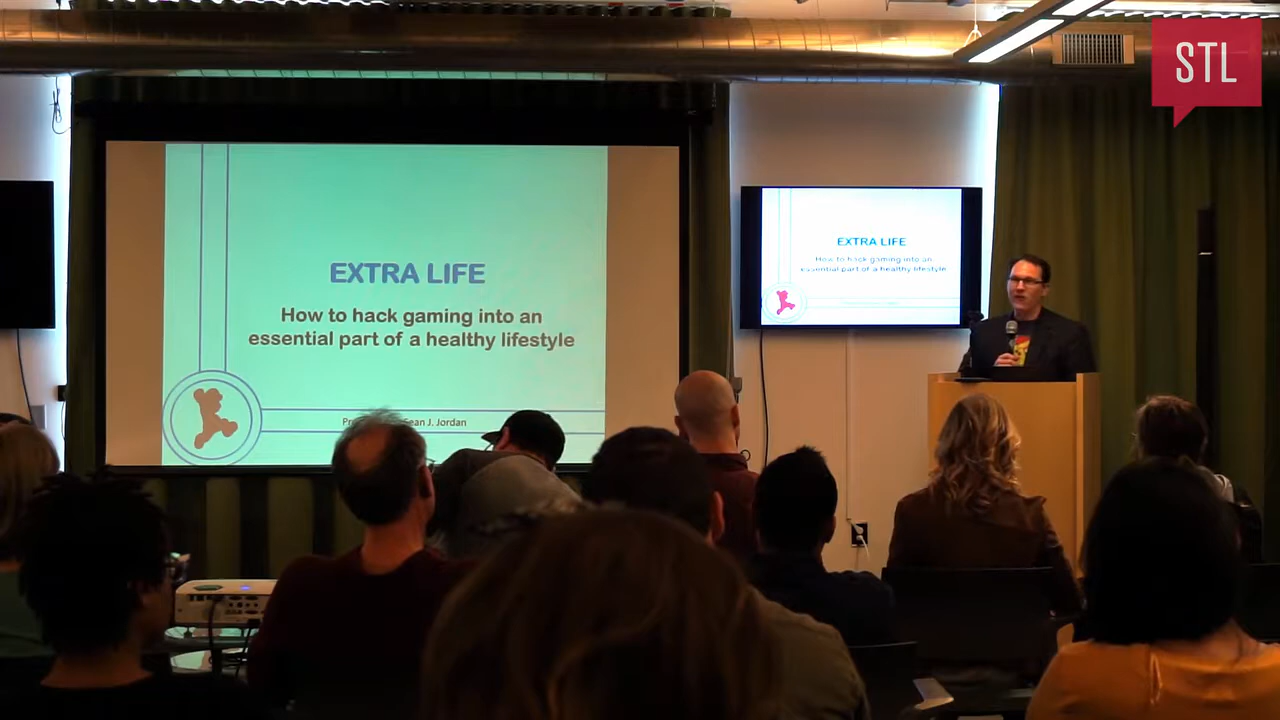 STL
EXTRA LIFE
How to hack gaming into an
essential part of a healthy lifestyle
Sean J. Jordan
EXTRA LIFE
How to hack gaming into an
essential part of a healthy lifestyle